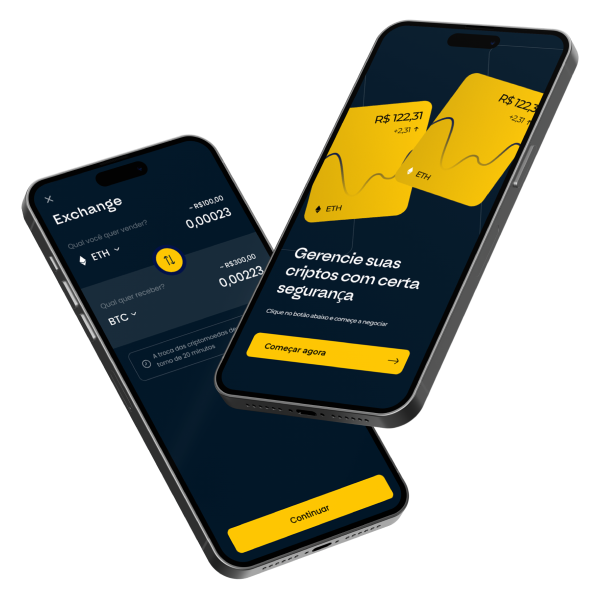 Exchange
Qual você quer vender?
~ R$100,00
ETH
0,00023
Qual quer receber?
~ R$300,00
BTC
0,00223
A troca das criptomoedas de
torno de 20 minutos
Continuar
R$ 122,31
+2,31 ↑
ETH
R$ 122,3
+2,31 ↑
ETH
Gerencie suas
criptos com certa
segurança
Clique no botão abaixo e começe a negociar
Começar agora →